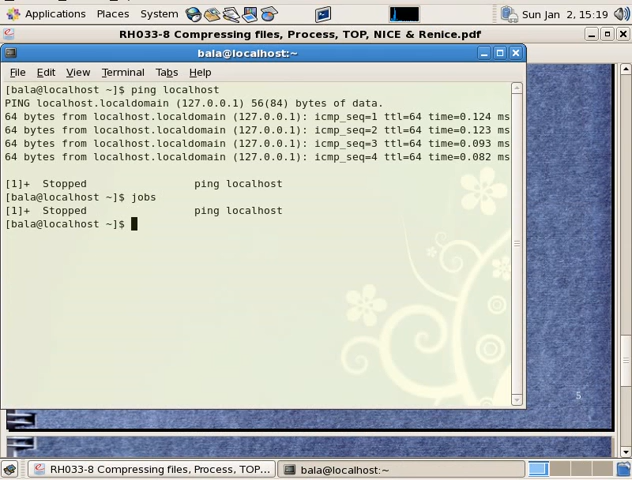 Applications Places System Sun Jan 2, 15:19
RH033-8 Compressing files, Process, TOP, NICE & Renice.pdf
bala@localhost:~
File Edit View Terminal Tabs Help
[bala@localhost ~]$ ping localhost
PING localhost.localdomain (127.0.0.1) 56(84) bytes of data.
64 bytes from localhost.localdomain (127.0.0.1): icmp_seq=1 ttl=64 time=0.124 ms
64 bytes from localhost.localdomain (127.0.0.1): icmp_seq=2 ttl=64 time=0.123 ms
64 bytes from localhost.localdomain (127.0.0.1): icmp_seq=3 ttl=64 time=0.093 ms
64 bytes from localhost.localdomain (127.0.0.1): icmp_seq=4 ttl=64 time=0.082 ms
[1]+ Stopped ping localhost
[bala@localhost ~]$ jobs
[1]+ Stopped ping localhost
[bala@localhost ~]$
5
RH033-8 Compressing files, Process, TOP... bala@localhost:~